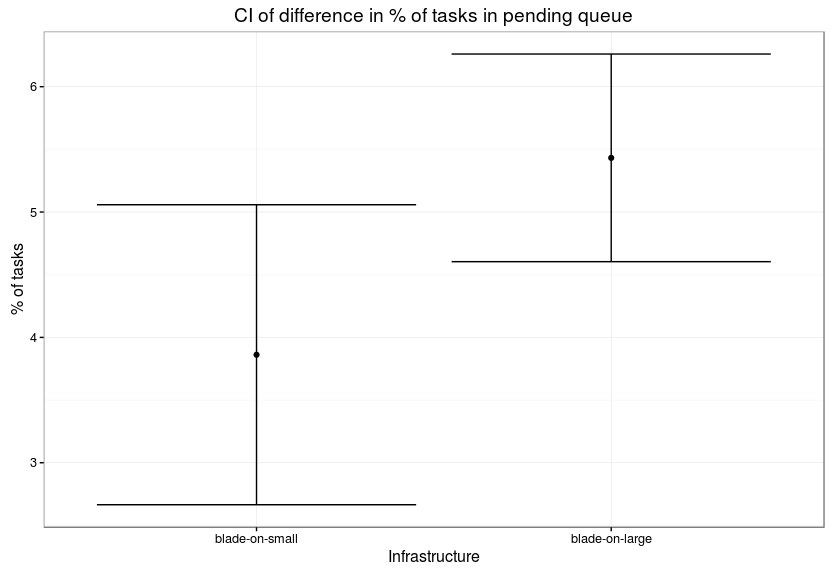 CI of difference in % of tasks in pending queue
% of tasks
6
5
4
3
blade-on-small
blade-on-large
Infrastructure